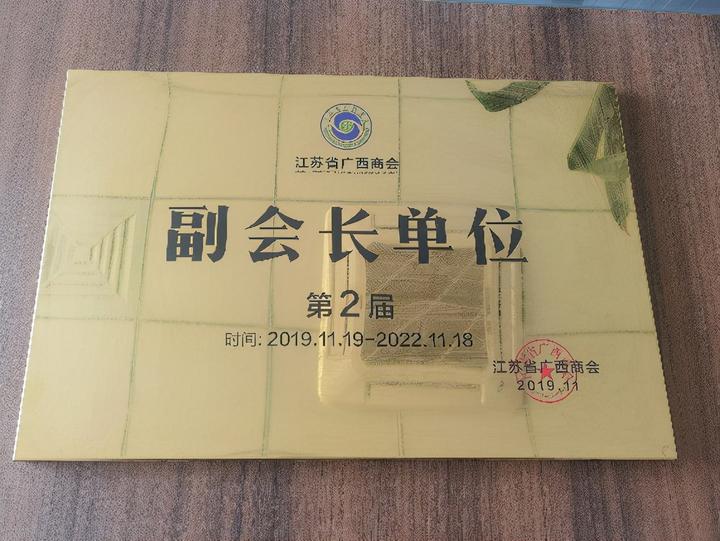 江苏省广西商会
副会长单位
第2届
时间: 2019.11.19-2022.11.18
江苏省广西商会
2019.11